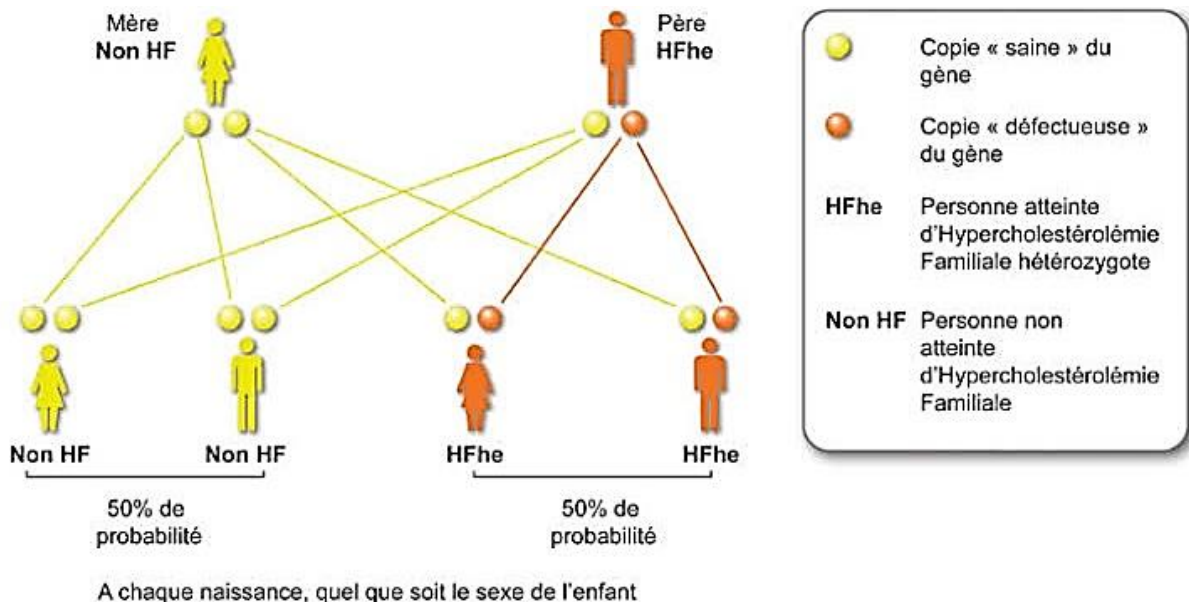 Mère
Non HF
Père
HFhe
Non HF
Non HF
HFhe
HFhe
50% de
probabilité
50% de
probabilité
A chaque naissance, quel que soit le sexe de l'enfant
Copie « saine » du
gène
Copie « défectueuse »
du gène
HFhe Personne atteinte
d'Hypercholestérolémie
Familiale hétérozygote
Non HF Personne non
atteinte
d'Hypercholestérolémie
Familiale